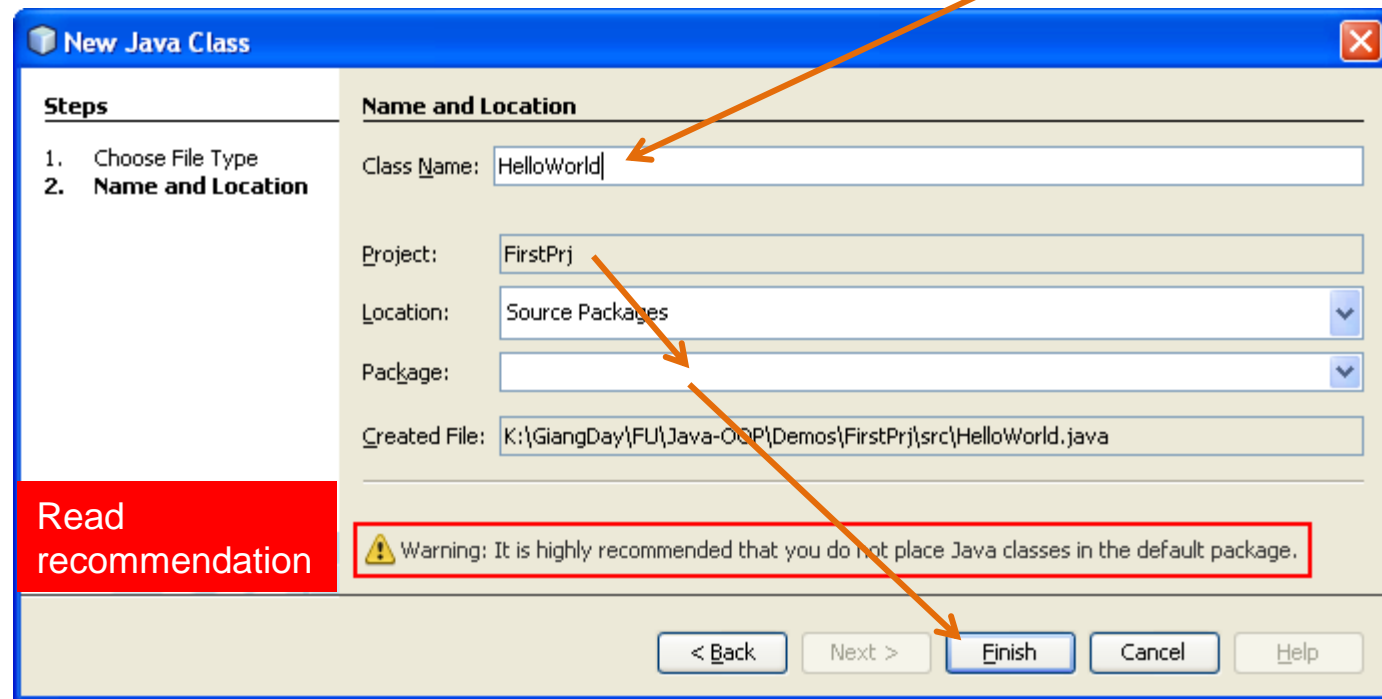 New Java Class
Steps
1. Choose File Type
2. Name and Location
Name and Location
Class Name: HelloWorld
Project: FirstPrj
Location: Source Packages
Package:
Created File: K:\GiangDay\FU\Java-OOP\Demos\FirstPrj\src\HelloWorld.java
Read
recommendation
Warning: It is highly recommended that you do not place Java classes in the default package.
< Back Next > Finish Cancel Help